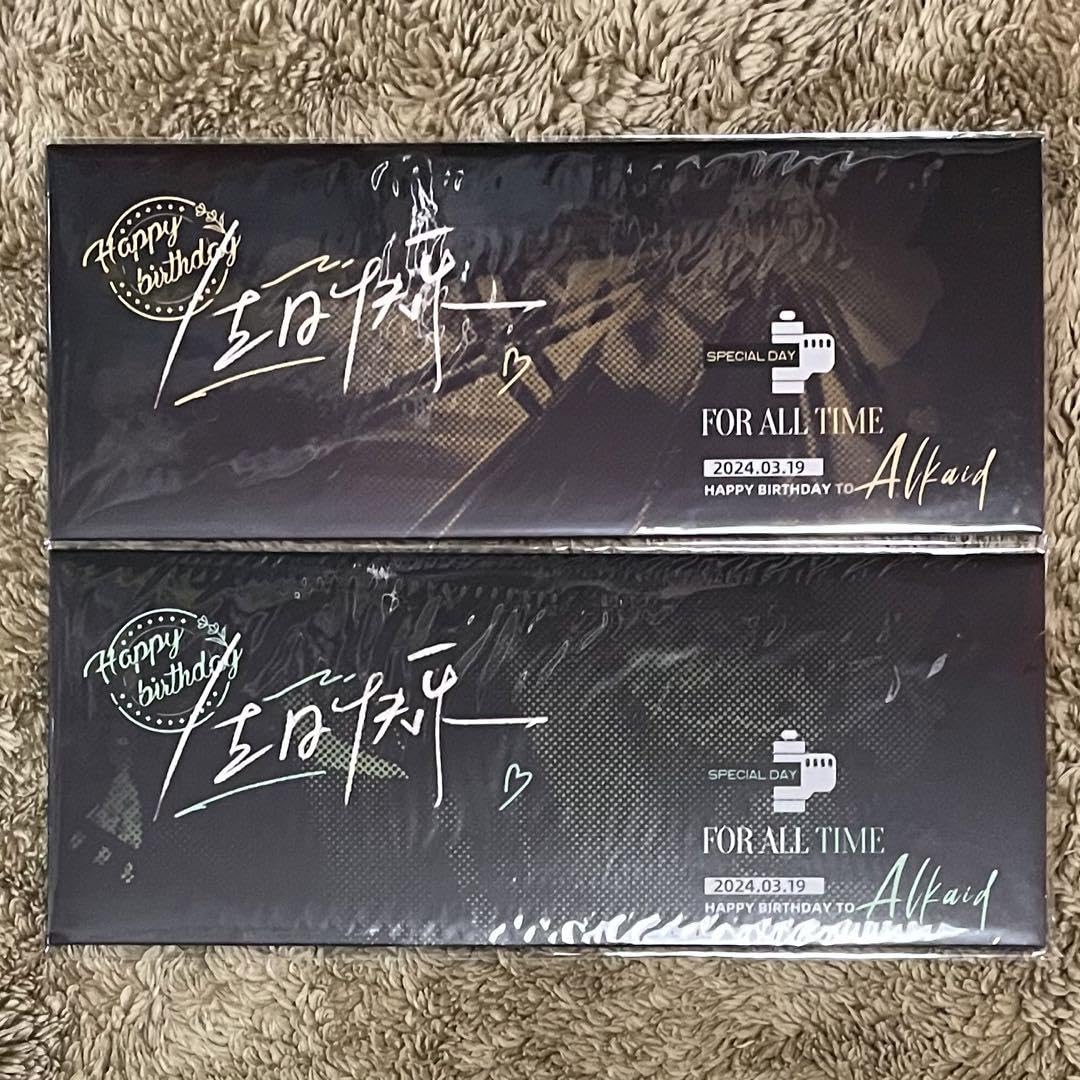 Happy
birthday
生日快乐
SPECIAL DAY
FOR ALL TIME
2024.03.19
HAPPY BIRTHDAY TO Alkaid
Happy
birthday
生日快乐
SPECIAL DAY
FOR ALL TIME
2024.03.19
HAPPY BIRTHDAY TO Alkaid